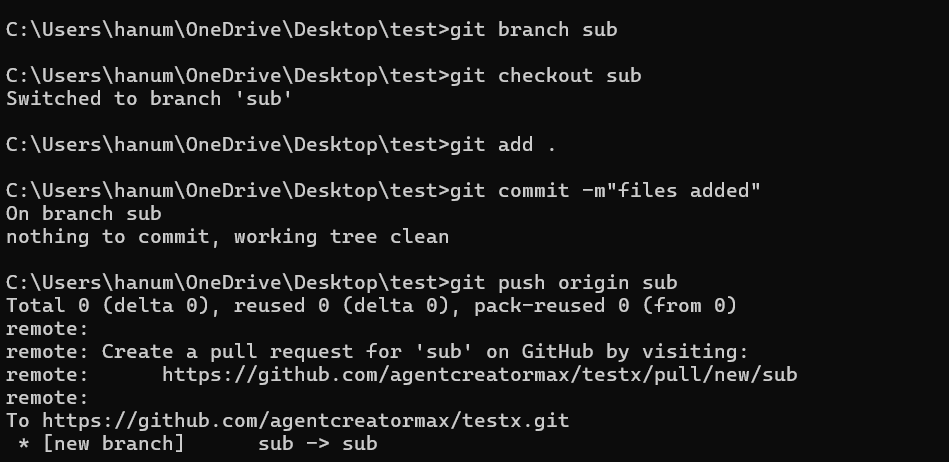 C:\Users\hanum\OneDrive\Desktop\test>git branch sub
C:\Users\hanum\OneDrive\Desktop\test>git checkout sub
Switched to branch 'sub'
C:\Users\hanum\OneDrive\Desktop\test>git add .
C:\Users\hanum\OneDrive\Desktop\test>git commit -m"files added"
On branch sub
nothing to commit, working tree clean
C:\Users\hanum\OneDrive\Desktop\test>git push origin sub
Total 0 (delta 0), reused 0 (delta 0), pack-reused 0 (from 0)
remote:
remote: Create a pull request for 'sub' on GitHub by visiting:
remote:      https://github.com/agentcreatormax/testx/pull/new/sub
remote:
To https://github.com/agentcreatormax/testx.git
 * [new branch]      sub -> sub